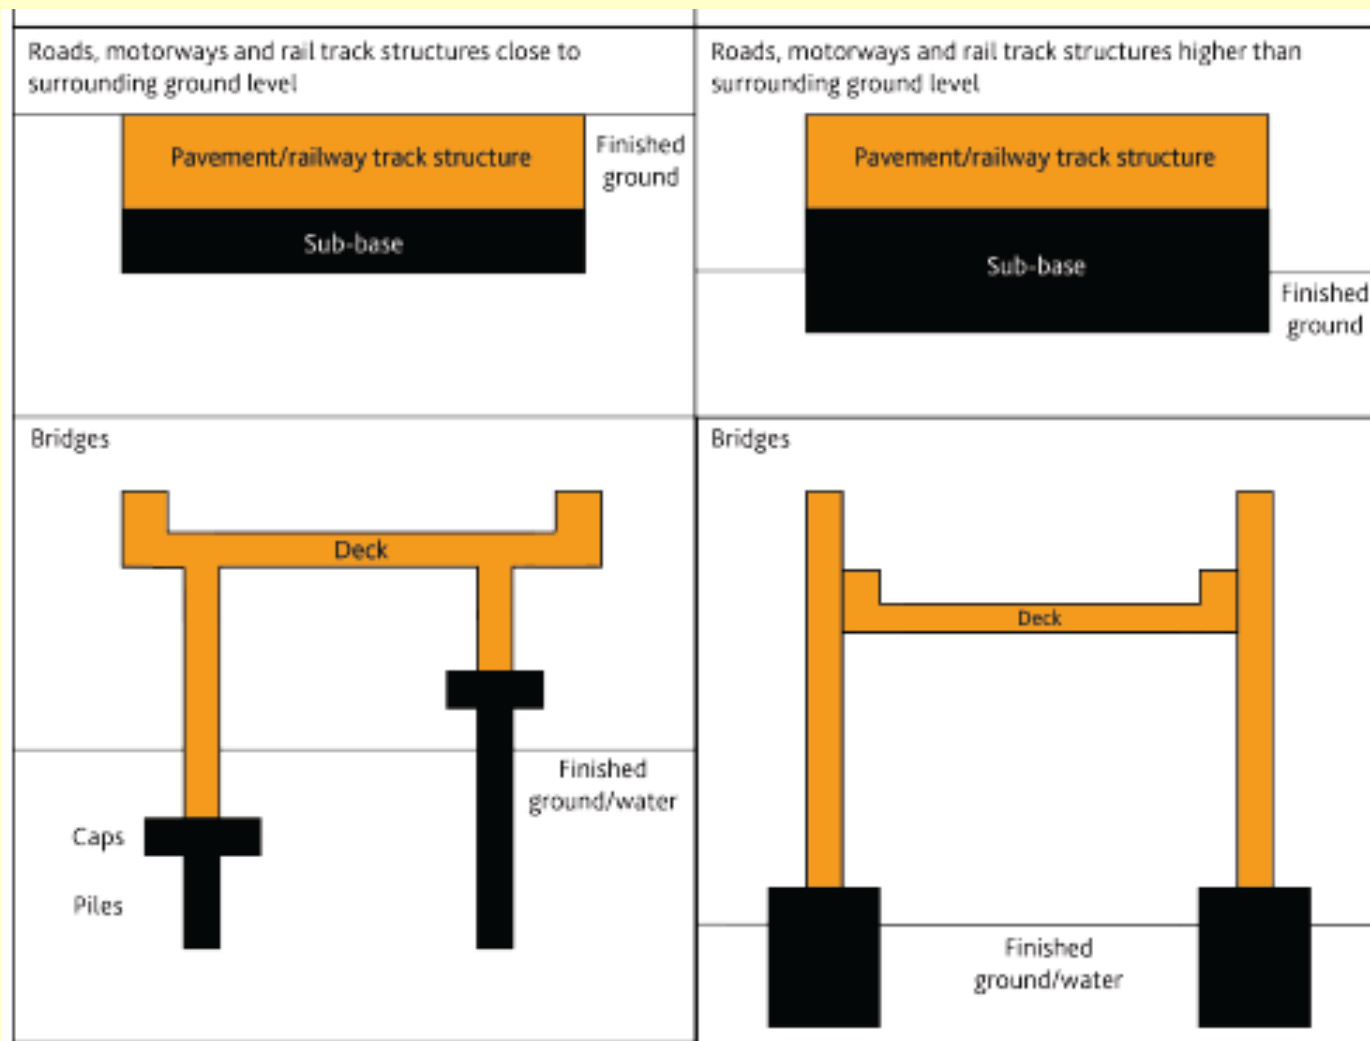 Roads, motorways and rail track structures close to
surrounding ground level
Pavement/railway track structure
Finished
ground
Sub-base
Roads, motorways and rail track structures higher than
surrounding ground level
Pavement/railway track structure
Sub-base
Finished
ground
Bridges
Deck
Finished
ground/water
Caps
Piles
Bridges
Deck
Finished
ground/water